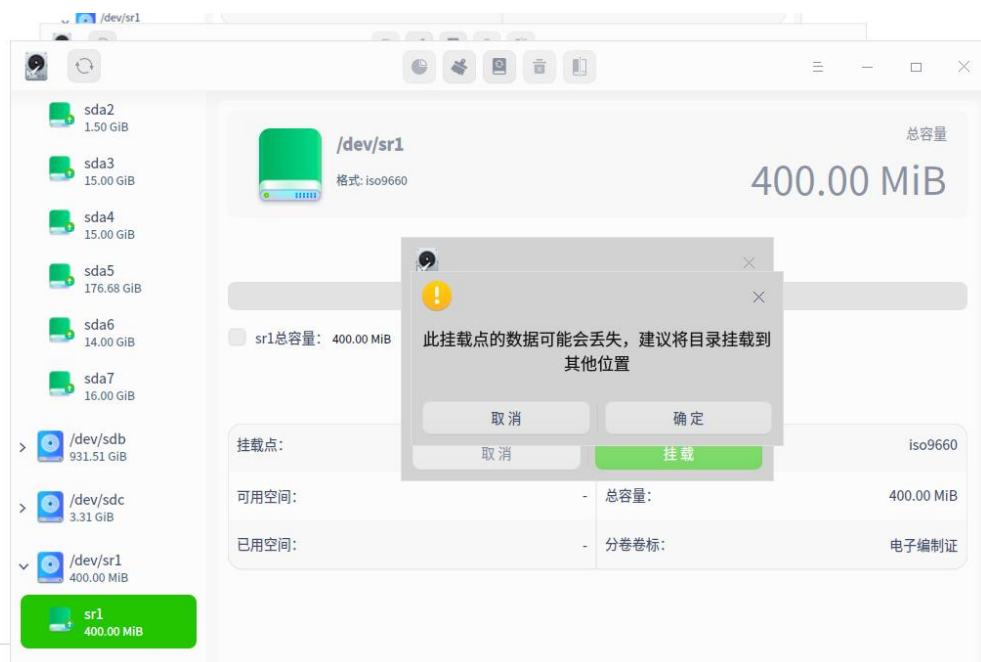 /dev/sr1
sda2
1.50 GiB
sda3
15.00 GiB
sda4
15.00 GiB
sda5
176.68 GiB
sda6
14.00 GiB
sda7
16.00 GiB
/dev/sdb
931.51 GiB
/dev/sdc
3.31 GiB
/dev/sr1
400.00 MiB
sr1
400.00 MiB
/dev/sr1
格式: iso9660
总容量
400.00 MiB
sr1总容量: 400.00 MiB
此挂载点的数据可能会丢失，建议将目录挂载到
其他位置
取消 确定
取消 挂载
挂载点: iso9660
可用空间: - 总容量: 400.00 MiB
已用空间: - 分卷卷标: 电子编制证